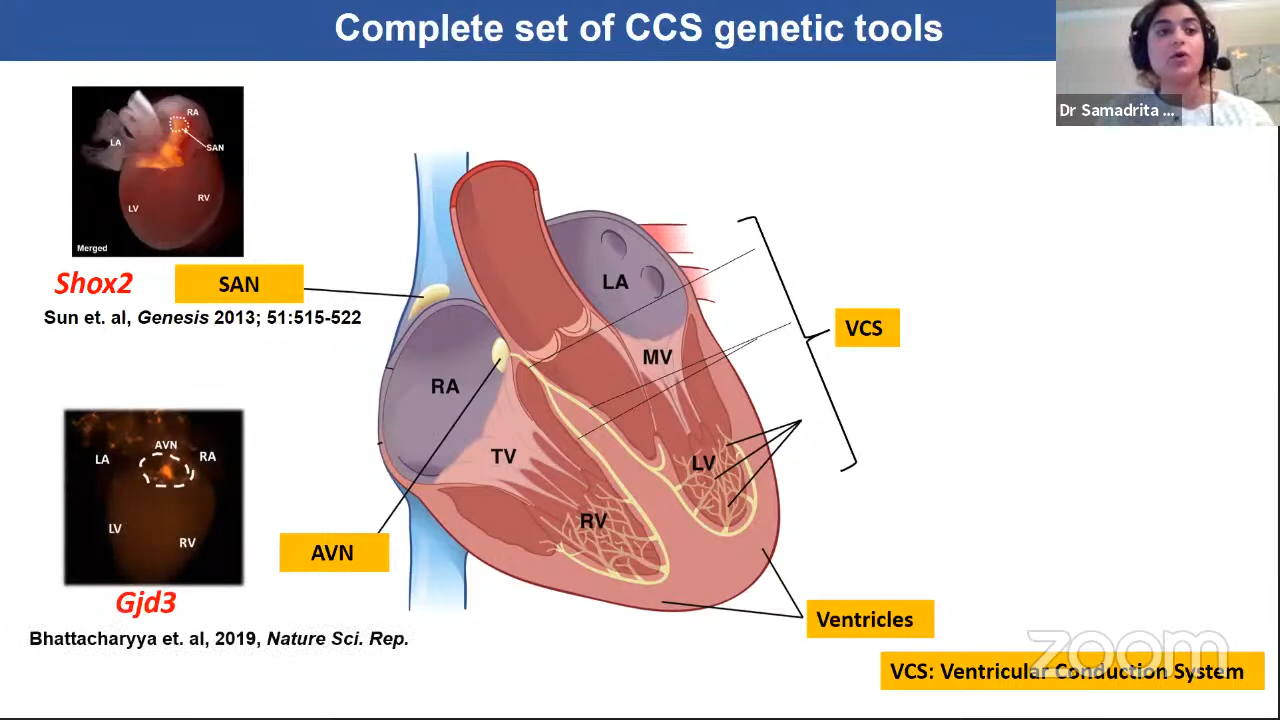 Complete set of CCS genetic tools
Dr Samadrita ...
RA
LA
SAN
LV
RV
Merged
Shox2
SAN
Sun et. al, Genesis 2013; 51:515-522
LA
VCS
MV
RA
TV
LV
RV
AVN
LA
RA
LV
RV
AVN
Gjd3
Bhattacharyya et. al, 2019, Nature Sci. Rep.
Ventricles
zoom
VCS: Ventricular Conduction System